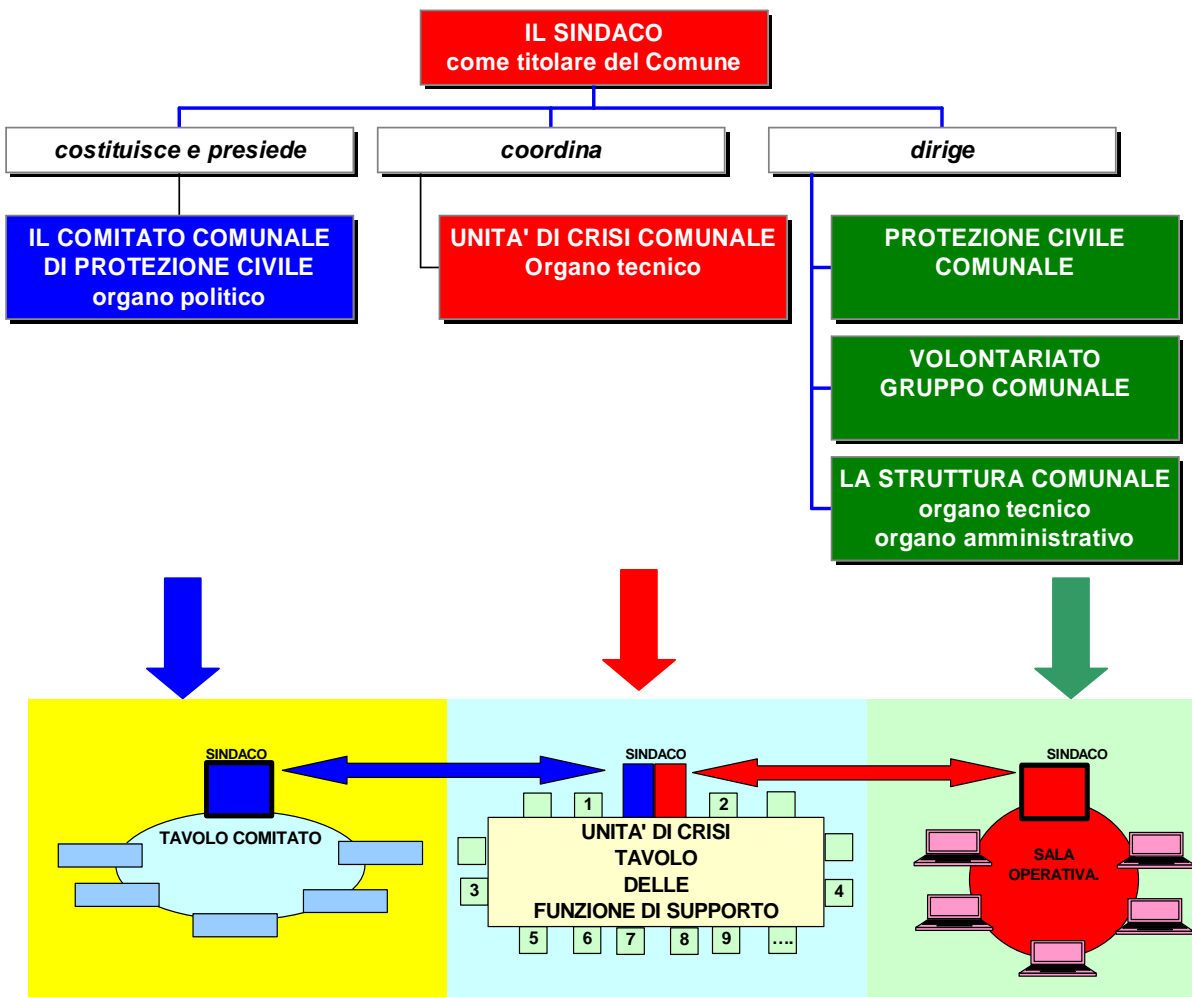 IL SINDACO
come titolare del Comune
costituisce e presiede
coordina
dirige
IL COMITATO COMUNALE
DI PROTEZIONE CIVILE
organo politico
UNITA' DI CRISI COMUNALE
Organo tecnico
PROTEZIONE CIVILE
COMUNALE
VOLONTARIATO
GRUPPO COMUNALE
LA STRUTTURA COMUNALE
organo tecnico
organo amministrativo
SINDACO
TAVOLO COMITATO
SINDACO
1
2
UNITA' DI CRISI
TAVOLO
DELLE
FUNZIONE DI SUPPORTO
3
4
5
6
7
8
9
....
SINDACO
SALA
OPERATIVA.